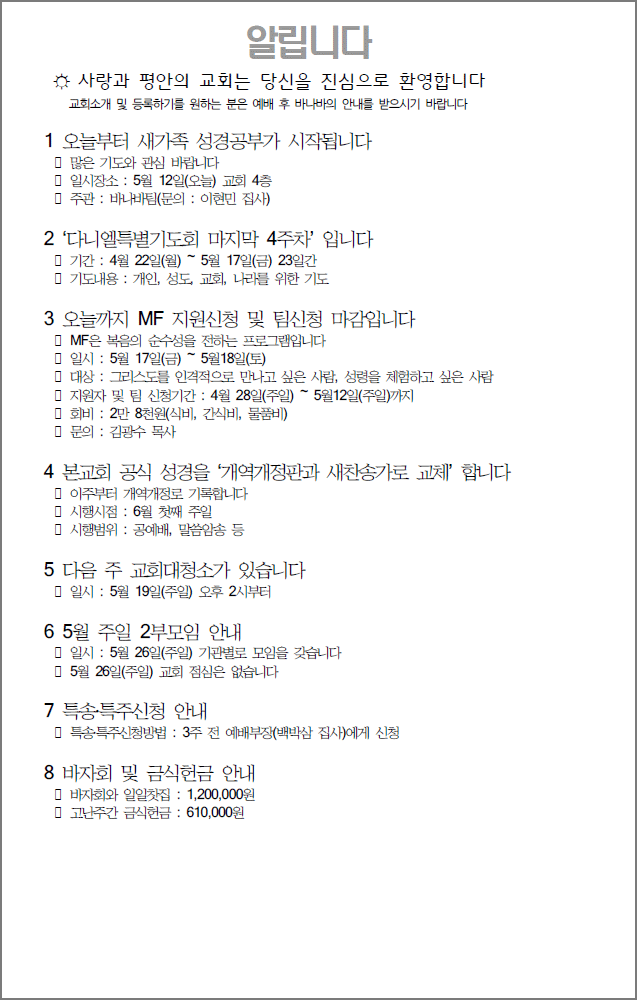 알립니다
☼ 사랑과 평안의 교회는 당신을 진심으로 환영합니다
교회소개 및 등록하기를 원하는 분은 예배 후 바나바의 안내를 받으시기 바랍니다
1 오늘부터 새가족 성경공부가 시작됩니다
▯ 많은 기도와 관심 바랍니다
▯ 일시장소 : 5월 12일(오늘) 교회 4층
▯ 주관 : 바나바팀(문의 : 이현민 집사)
2 ‘다니엘특별기도회 마지막 4주차’ 입니다
▯ 기간 : 4월 22일(월) ~ 5월 17일(금) 23일간
▯ 기도내용 : 개인, 성도, 교회, 나라를 위한 기도
3 오늘까지 MF 지원신청 및 팀신청 마감입니다
▯ MF은 복음의 순수성을 전하는 프로그램입니다
▯ 일시 : 5월 17일(금) ~ 5월18일(토)
▯ 대상 : 그리스도를 인격적으로 만나고 싶은 사람, 성령을 체험하고 싶은 사람
▯ 지원자 및 팀 신청기간 : 4월 28일(주일) ~ 5월12일(주일)까지
▯ 회비 : 2만 8천원(식비, 간식비, 물품비)
▯ 문의 : 김광수 목사
4 본교회 공식 성경을 ‘개역개정판과 새찬송가로 교체’ 합니다
▯ 이주부터 개역개정로 기록합니다
▯ 시행시점 : 6월 첫째 주일
▯ 시행범위 : 공예배, 말씀암송 등
5 다음 주 교회대청소가 있습니다
▯ 일시 : 5월 19일(주일) 오후 2시부터
6 5월 주일 2부모임 안내
▯ 일시 : 5월 26일(주일) 기관별로 모임을 갖습니다
▯ 5월 26일(주일) 교회 점심은 없습니다
7 특송·특주신청 안내
▯ 특송·특주신청방법 : 3주 전 예배부장(백박삼 집사)에게 신청
8 바자회 및 금식헌금 안내
▯ 바자회와 일일찻집 : 1,200,000원
▯ 고난주간 금식헌금 : 610,000원